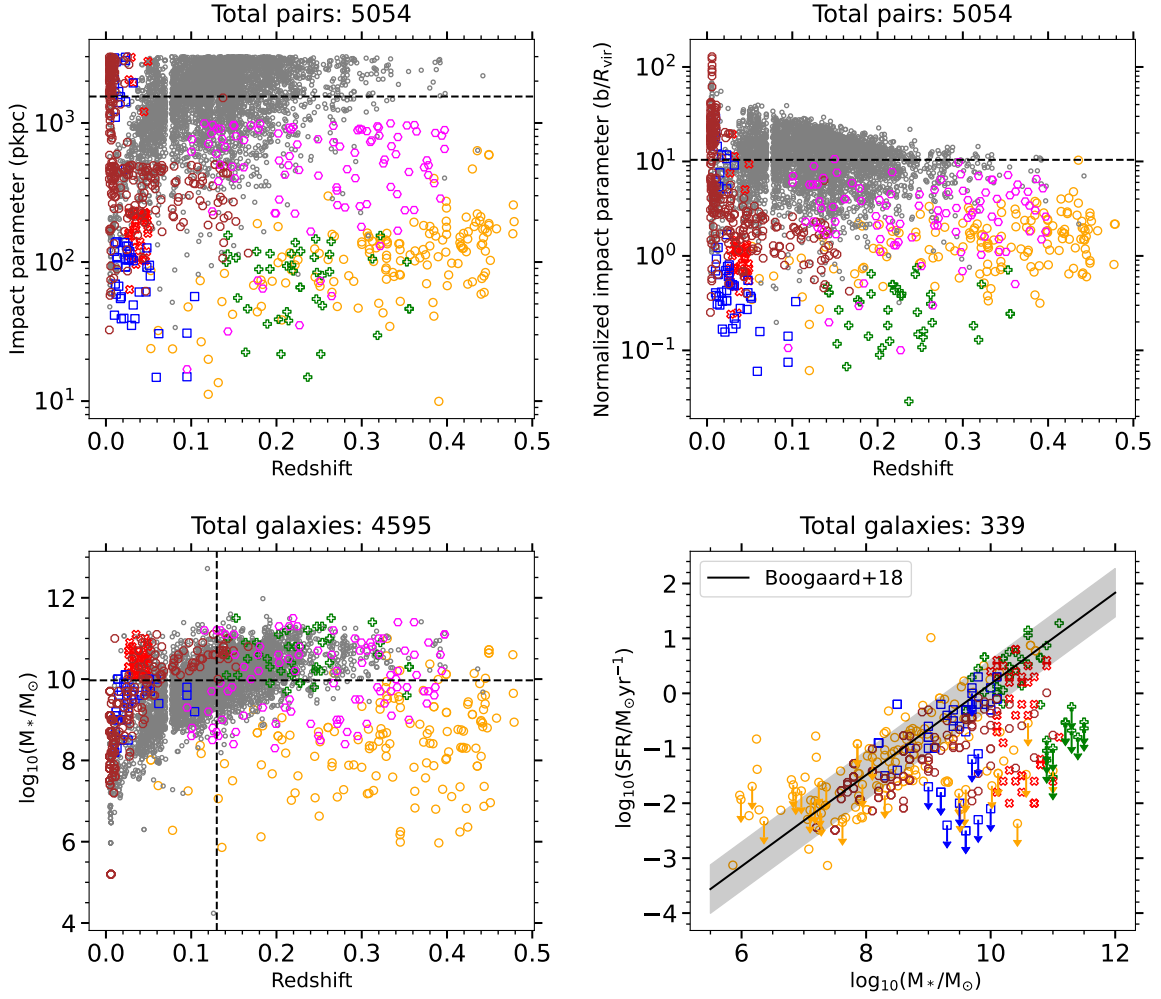 Total pairs: 5054
Impact parameter (pkpc)
10³
10²
10¹
0.0 0.1 0.2 0.3 0.4 0.5
Redshift
Total pairs: 5054
Normalized impact parameter (b/Rvir)
10²
10¹
10⁰
10⁻¹
0.0 0.1 0.2 0.3 0.4 0.5
Redshift
Total galaxies: 4595
log₁₀(M∗/M⊙)
12
10
8
6
4
0.0 0.1 0.2 0.3 0.4 0.5
Redshift
Total galaxies: 339
Boogaard+18
log₁₀(SFR/M⊙yr⁻¹)
2
1
0
−1
−2
−3
−4
6 8 10 12
log₁₀(M∗/M⊙)